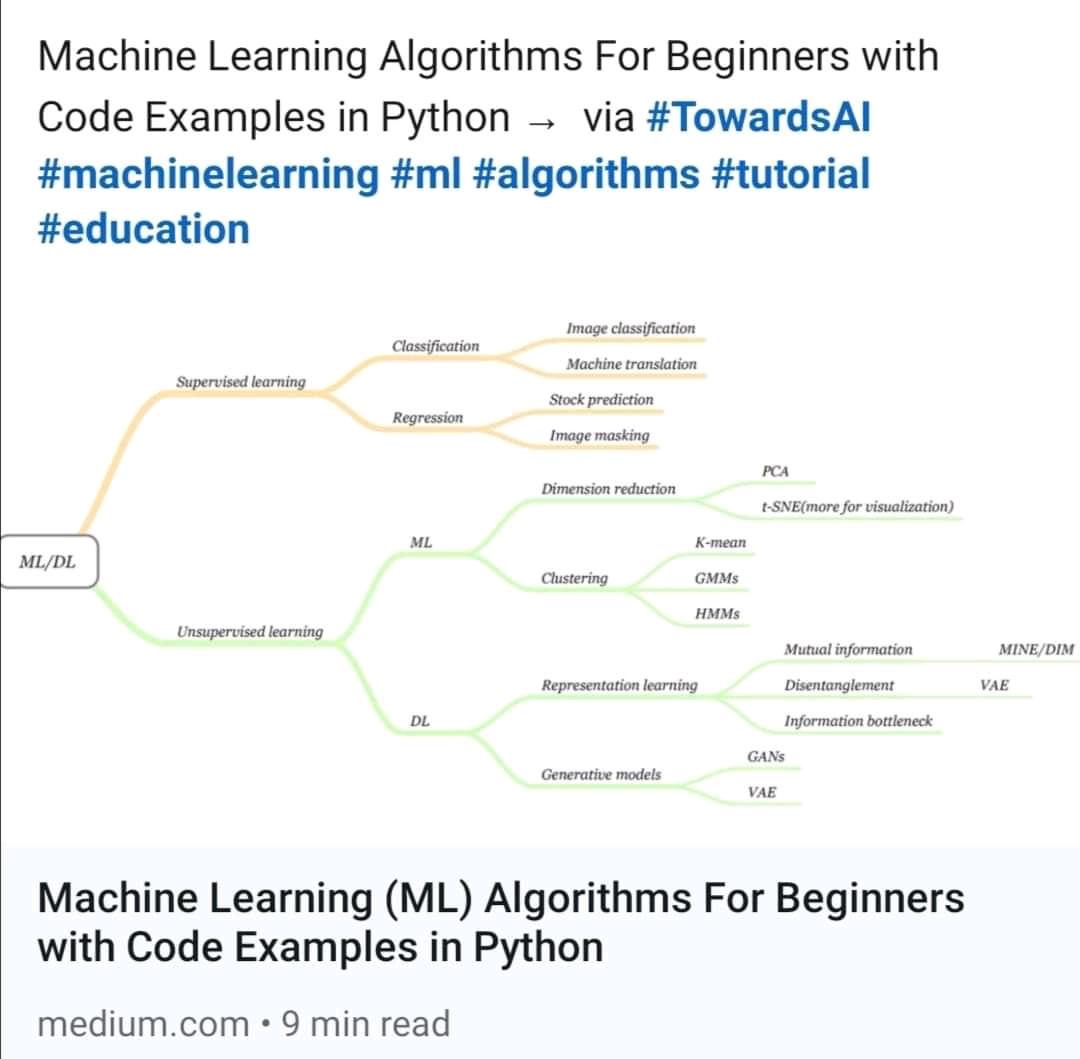 Machine Learning Algorithms For Beginners with
Code Examples in Python → via #TowardsAI
#machinelearning #ml #algorithms #tutorial
#education
Image classification
Classification
Machine translation
Supervised learning
Stock prediction
Regression
Image masking
PCA
Dimension reduction
t-SNE(more for visualization)
ML
K-mean
ML/DL
Clustering
GMMs
HMMs
Unsupervised learning
Mutual information MINE/DIM
Representation learning
Disentanglement VAE
DL
Information bottleneck
GANs
Generative models
VAE
Machine Learning (ML) Algorithms For Beginners
with Code Examples in Python
medium.com • 9 min read